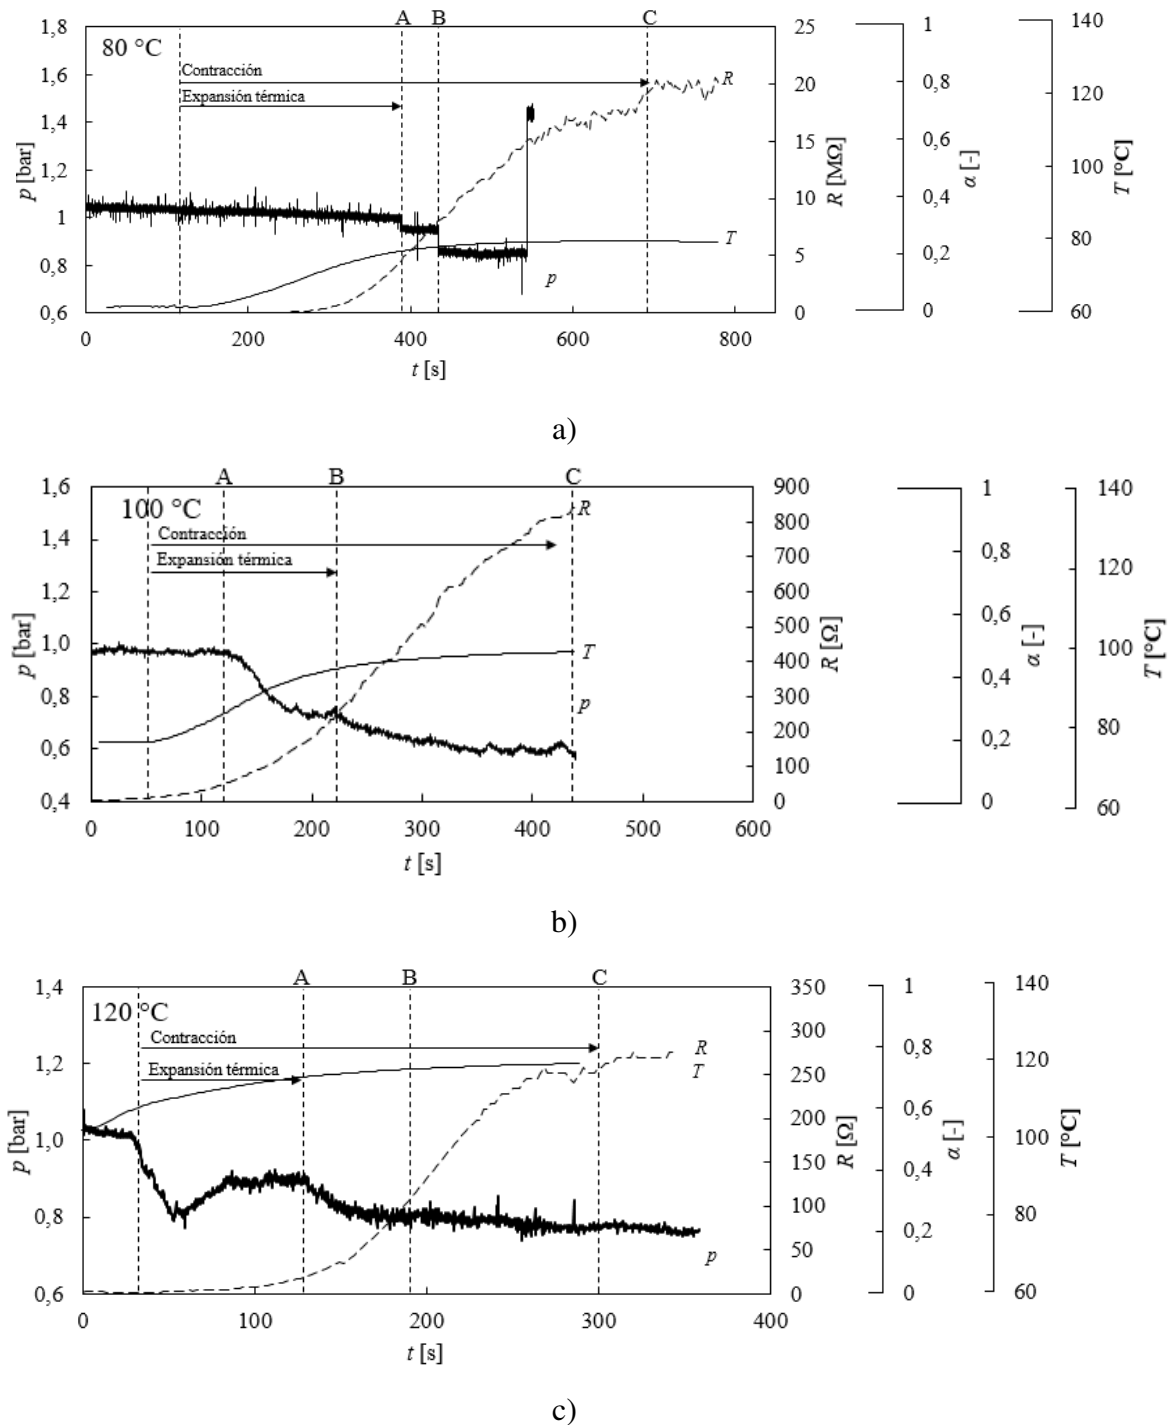 A B C
1,8 25 1 140
80 °C
Contracción
R
1,6 20 0,8 120
Expansión térmica
1,4 15 0,6
p [bar] R [MΩ] α [-] T [°C]
1,2 100
1 10 0,4
T
0,8 5 0,2 80
p
0,6 0 0 60
0 200 400 600 800
t [s]
a)
A B C
1,6 900 1 140
100 °C
R
1,4 800 0,8
Contracción
700 120
Expansión térmica
1,2 600 0,6
p [bar] R [Ω] α [-] T [°C]
1,0 500 100
T
400 0,4
0,8 300
p
200 0,2 80
0,6 100
0,4 0 0 60
0 100 200 300 400 500 600
t [s]
b)
A B C
1,4 350 1 140
120 °C
300
Contracción
R
1,2 0,8 120
Expansión térmica
T
250
p [bar] R [Ω] α [-] T [°C]
200 0,6
1,0 100
150 0,4
0,8 100 80
0,2
p
50
0,6 0 0 60
0 100 200 300 400
t [s]
c)